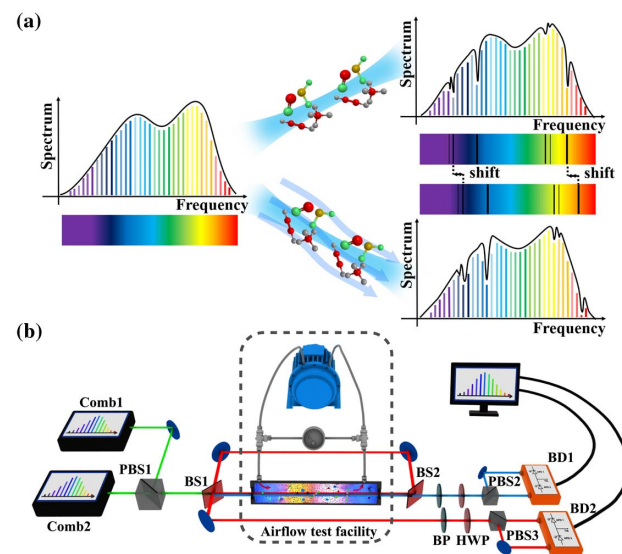 (a)
Spectrum
Frequency
Spectrum
Frequency
shift
shift
Spectrum
Frequency
(b)
Comb1
Comb2
PBS1
BS1
BS2
Airflow test facility
BP
HWP
PBS2
PBS3
BD1
BD2